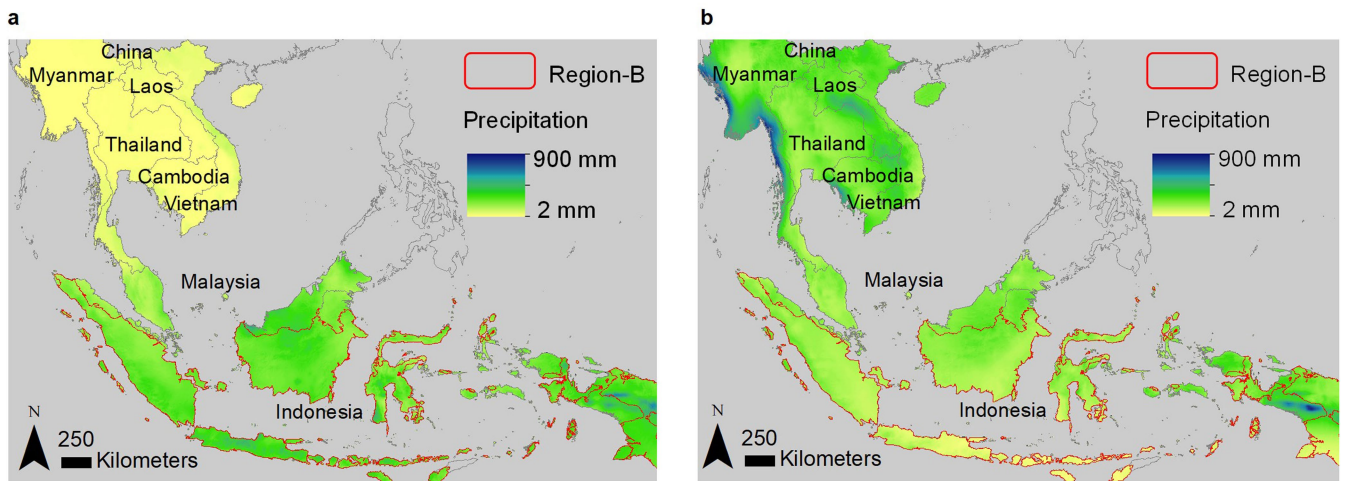 a
China
Myanmar
Laos
Thailand
Cambodia
Vietnam
Malaysia
Indonesia
Region-B
Precipitation
900 mm
2 mm
N
250
Kilometers
b
China
Myanmar
Laos
Thailand
Cambodia
Vietnam
Malaysia
Indonesia
Region-B
Precipitation
900 mm
2 mm
N
250
Kilometers